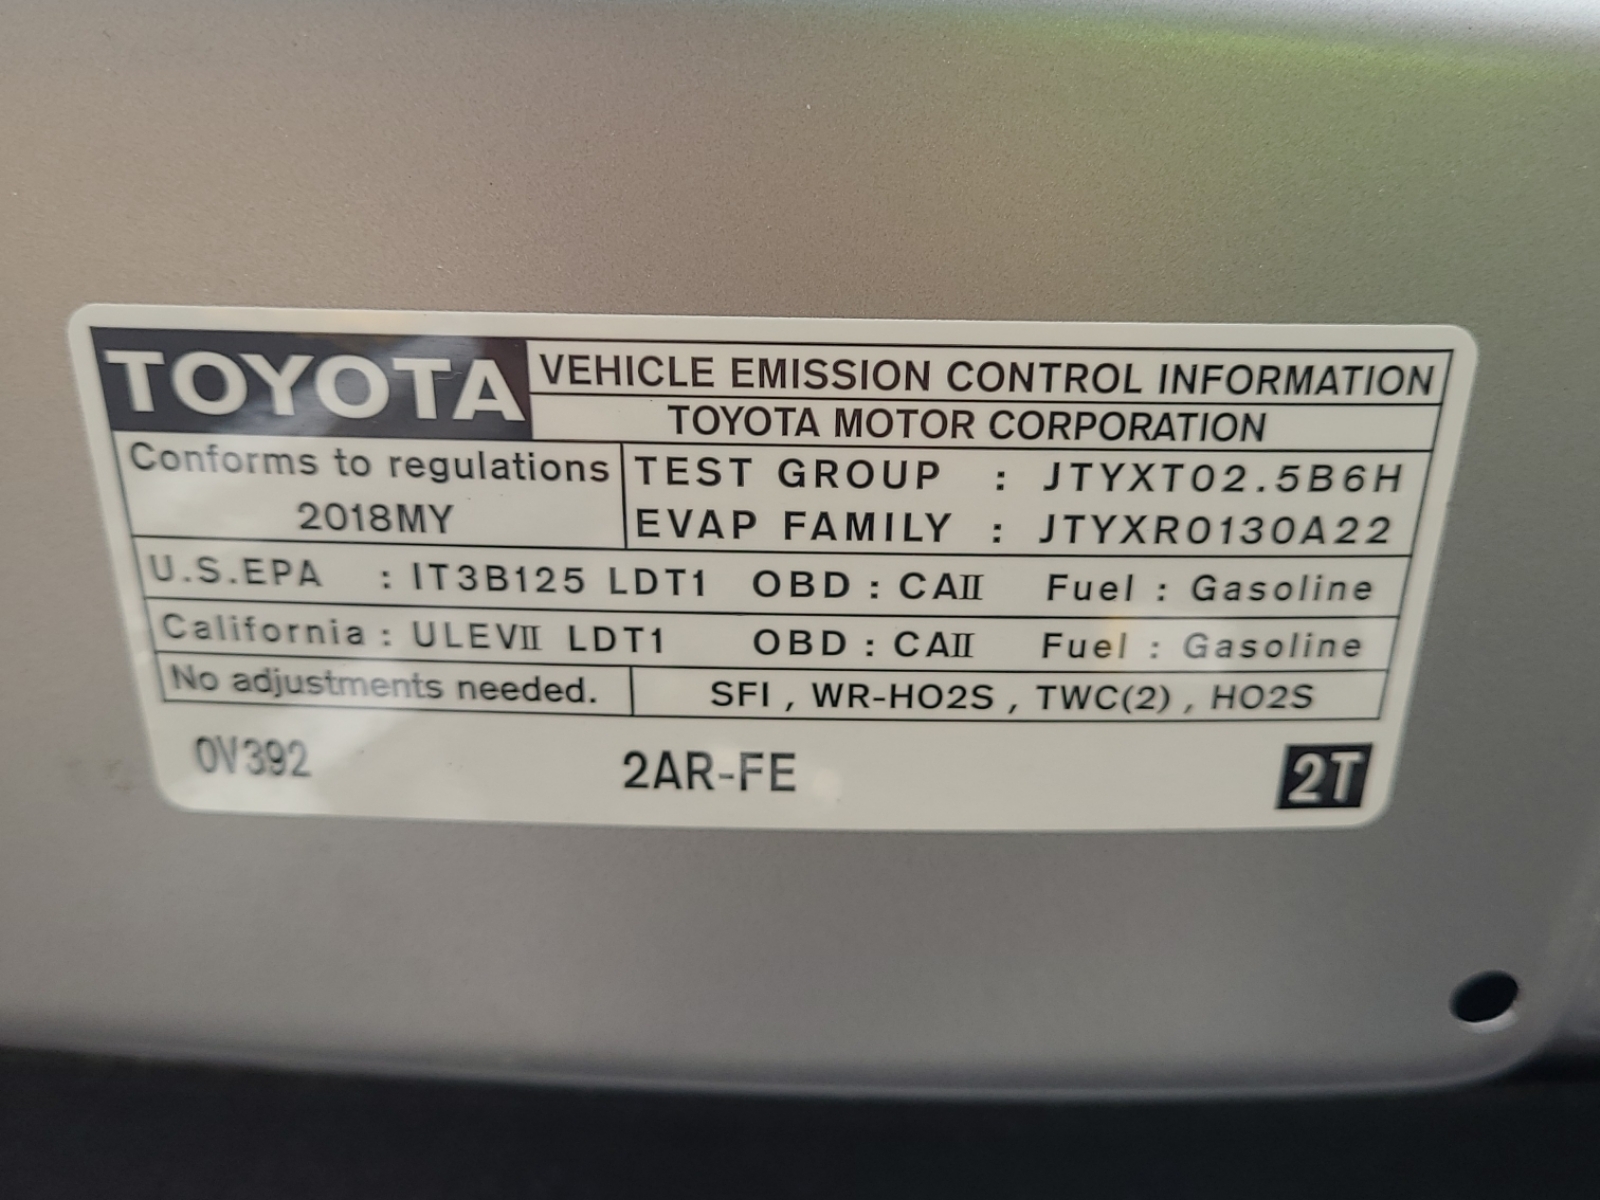 TOYOTA VEHICLE EMISSION CONTROL INFORMATION
TOYOTA MOTOR CORPORATION
Conforms to regulations
2018MY
TEST GROUP : JTYXT02.5B6H
EVAP FAMILY : JTYXR0130A22
U.S.EPA : IT3B125 LDT1 OBD : CAII Fuel : Gasoline
California : ULEVII LDT1 OBD : CAII Fuel : Gasoline
No adjustments needed. SFI , WR-HO2S , TWC(2) , HO2S
0V392 2AR-FE 2T